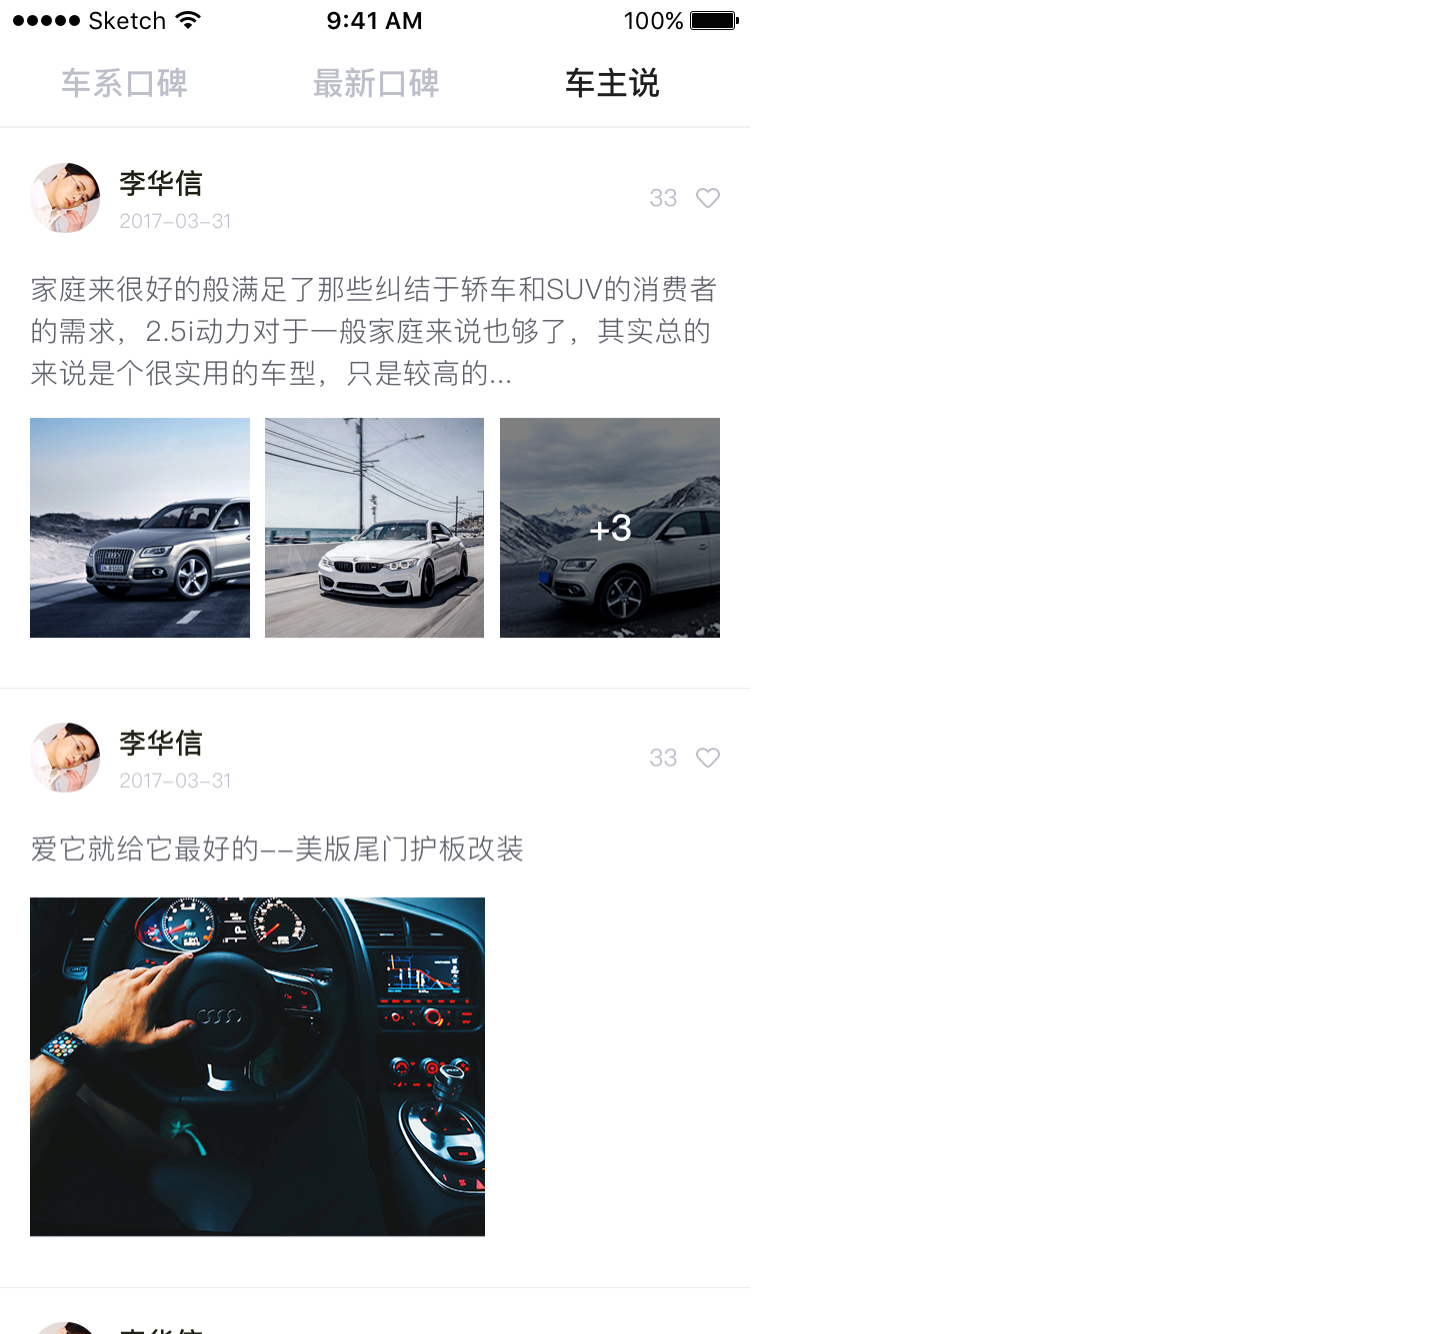 Sketch 9:41 AM 100%
车系口碑 最新口碑 车主说
李华信
33
2017-03-31
家庭来很好的般满足了那些纠结于轿车和SUV的消费者
的需求，2.5i动力对于一般家庭来说也够了，其实总的
来说是个很实用的车型，只是较高的...
+3
李华信
33
2017-03-31
爱它就给它最好的--美版尾门护板改装
李华信